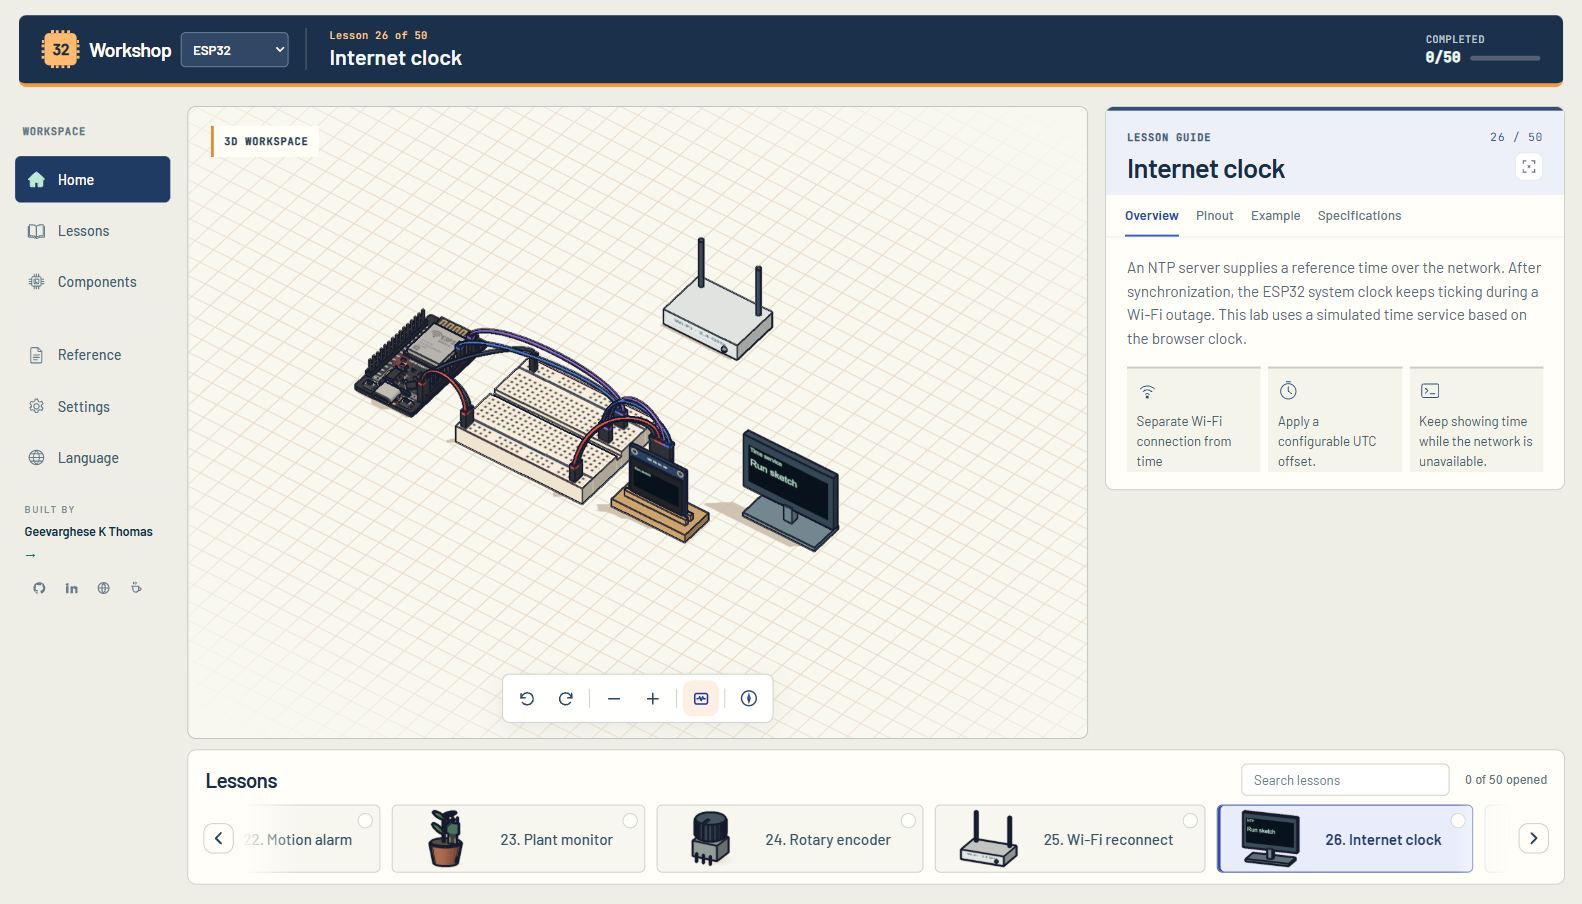 32
Workshop
ESP32
Lesson 26 of 50
Internet clock
COMPLETED
0/50
WORKSPACE
Home
Lessons
Components
Reference
Settings
Language
BUILT BY
Geevarghese K Thomas
→
3D WORKSPACE
Time service
Run sketch
LESSON GUIDE
26 / 50
Internet clock
Overview Pinout Example Specifications
An NTP server supplies a reference time over the network. After
synchronization, the ESP32 system clock keeps ticking during a
Wi-Fi outage. This lab uses a simulated time service based on
the browser clock.
Separate Wi-Fi
connection from
time
Apply a
configurable UTC
offset.
Keep showing time
while the network is
unavailable.
Lessons
Search lessons
0 of 50 opened
22. Motion alarm
23. Plant monitor
24. Rotary encoder
25. Wi-Fi reconnect
Run sketch
26. Internet clock